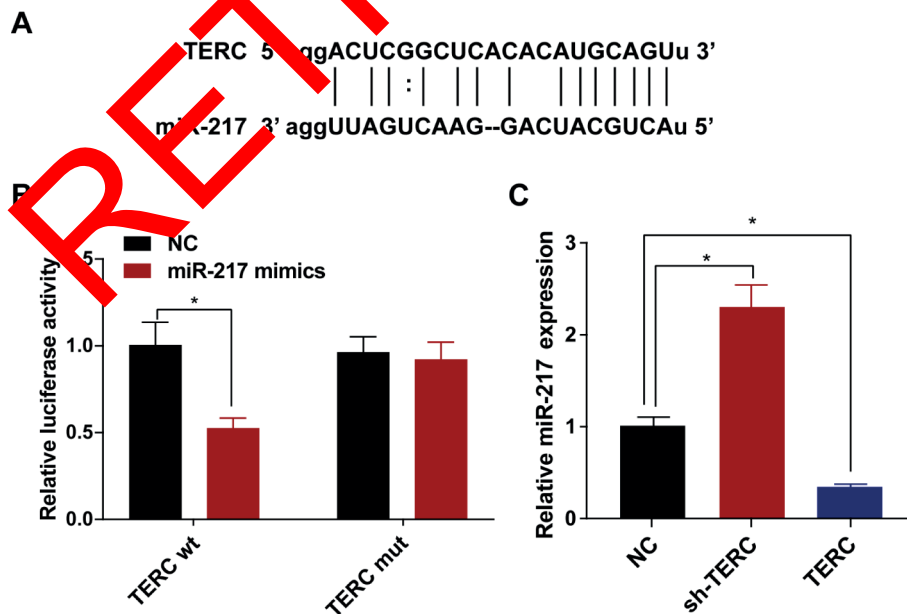 A
TERC 5 ggACUCGGCUCACACAUGCAGUu 3’
miR-217 3’ aggUUAGUCAAG--GACUACGUCAu 5’
RET
B
C
NC
miR-217 mimics
Relative luciferase activity
5
1.0
0.5
0.0
*
TERC wt
TERC mut
Relative miR-217 expression
3
2
1
0
*
*
NC
sh-TERC
TERC